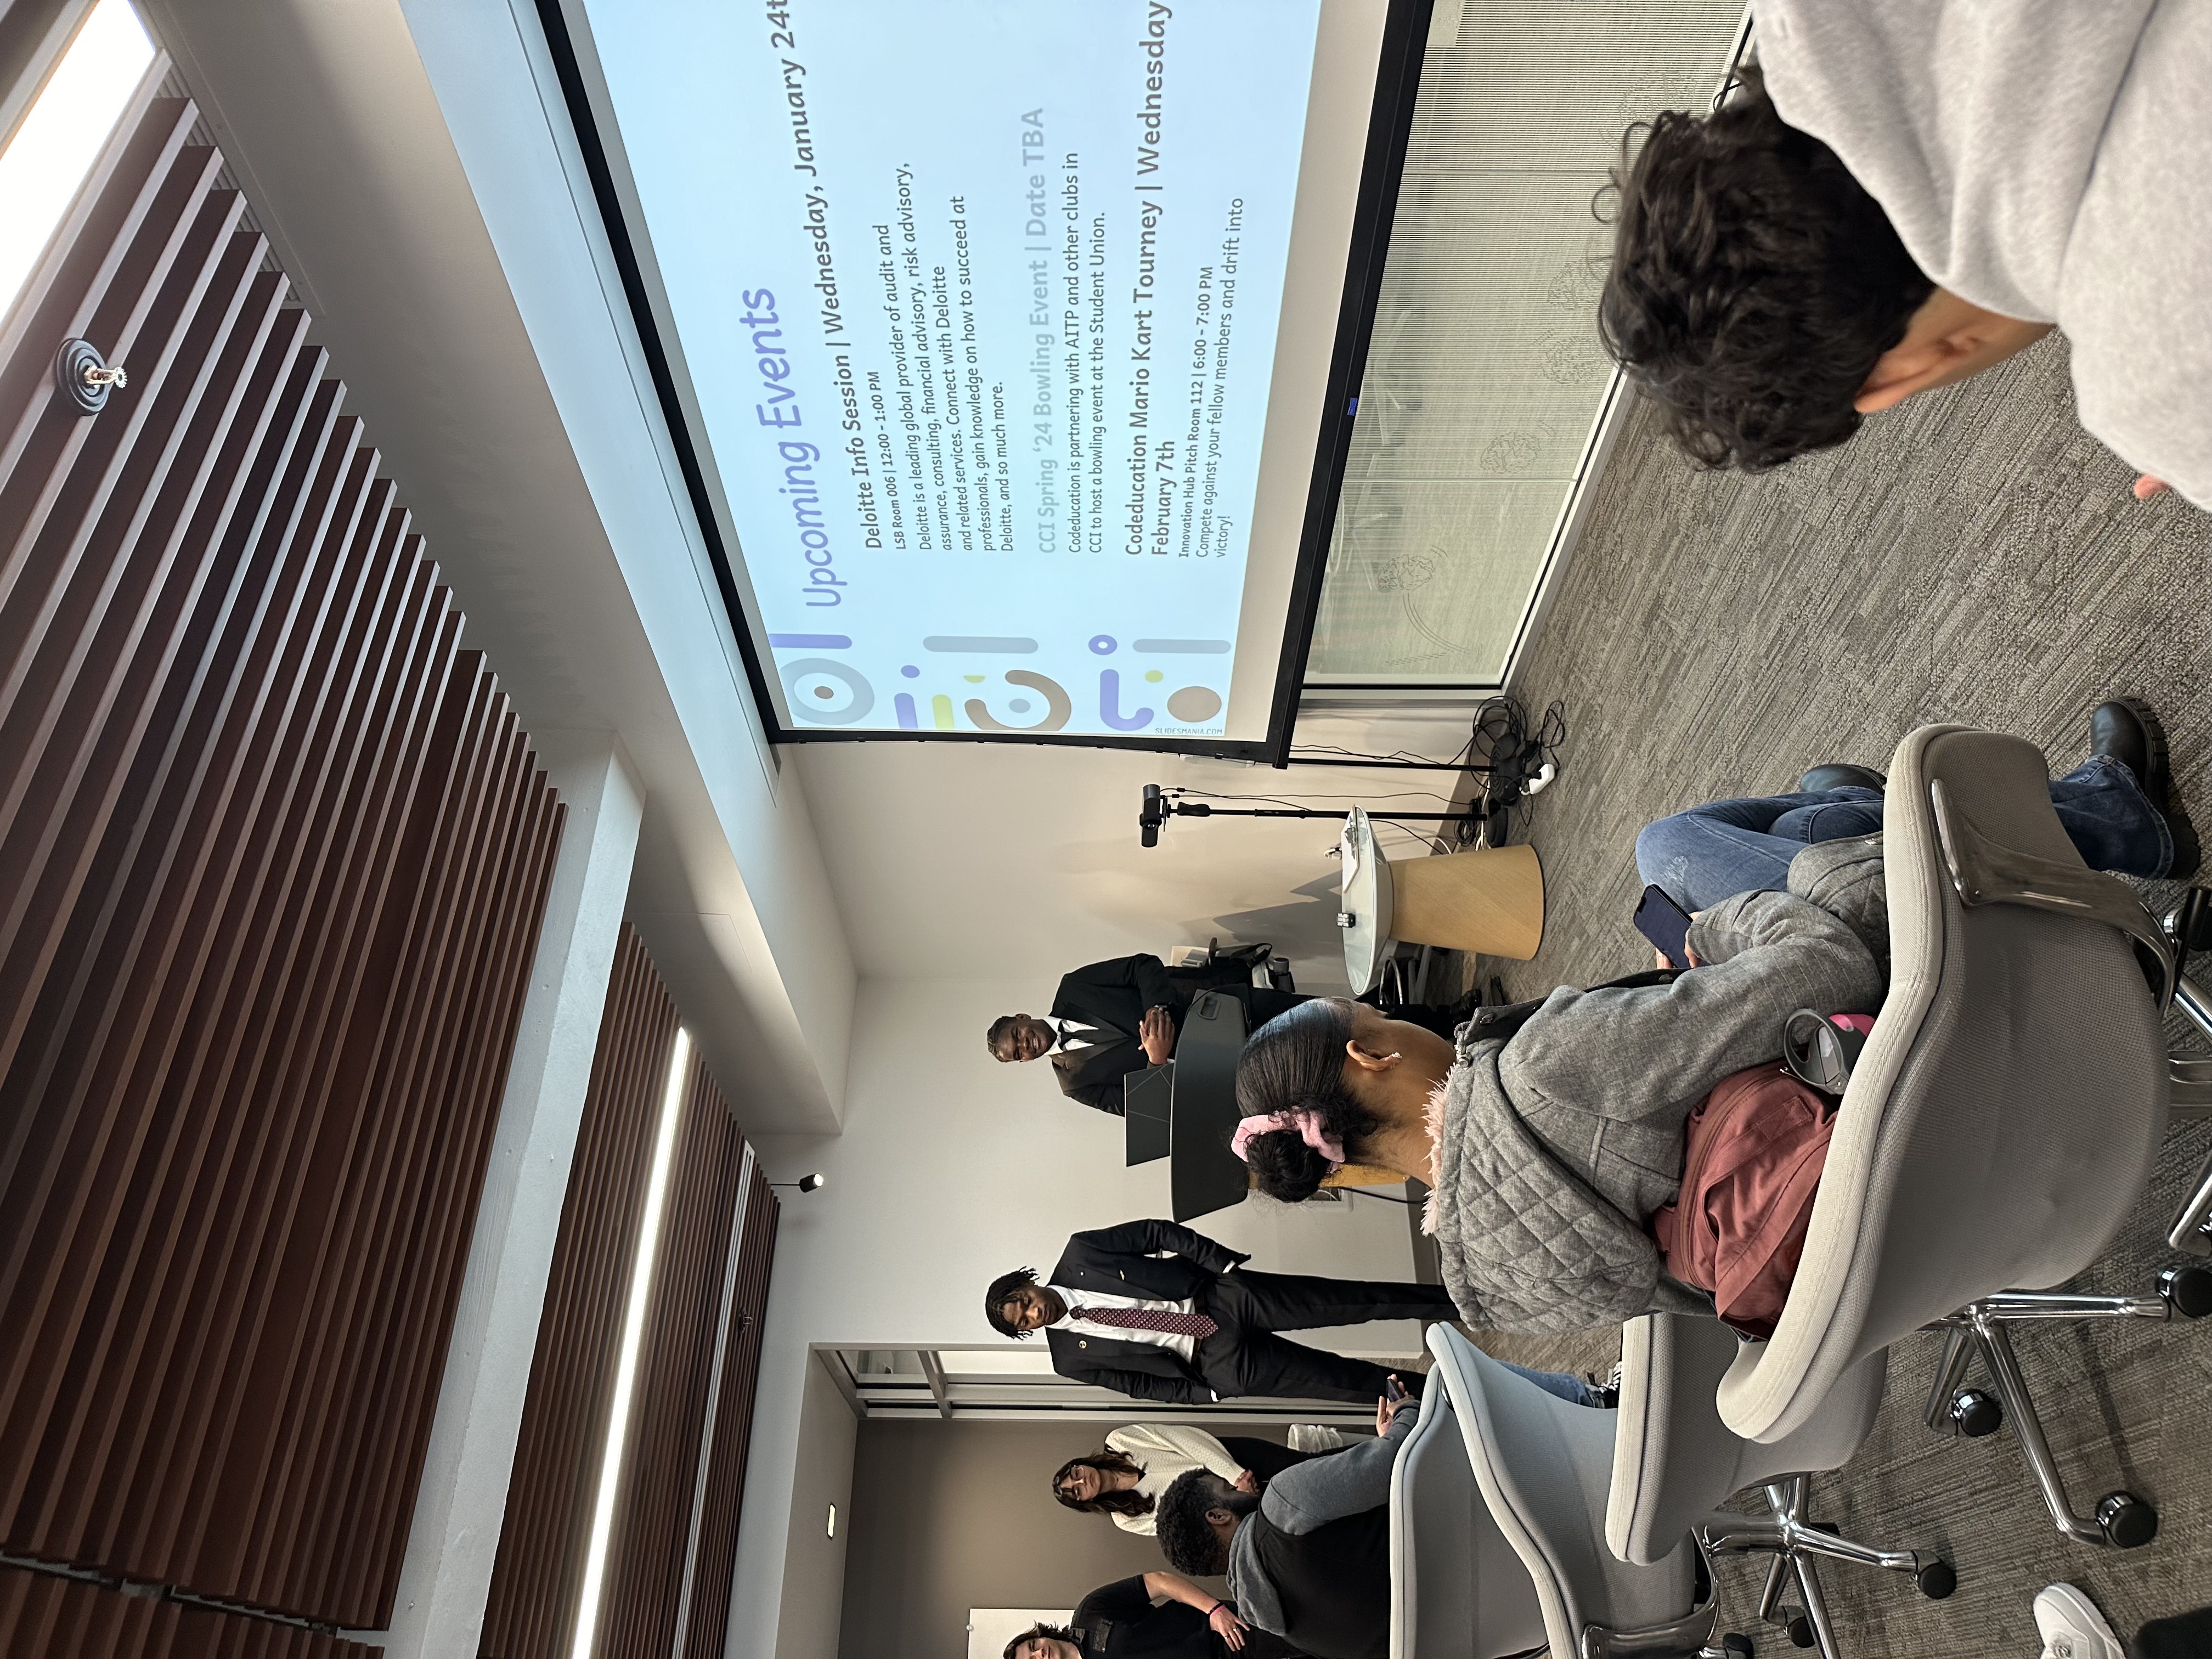 Upcoming Events
Deloitte Info Session | Wednesday, January 24t
LSB Room 006 | 12:00 - 1:00 PM
Deloitte is a leading global provider of audit and
assurance, consulting, financial advisory, risk advisory,
and related services. Connect with Deloitte
professionals, gain knowledge on how to succeed at
Deloitte, and so much more.
CCI Spring ‘24 Bowling Event | Date TBA
Codeducation is partnering with AITP and other clubs in
CCI to host a bowling event at the Student Union.
Codeducation Mario Kart Tourney | Wednesday
February 7th
Innovation Hub Pitch Room 112 | 6:00 - 7:00 PM
Compete against your fellow members and drift into
victory!
SLIDESMANIA.COM